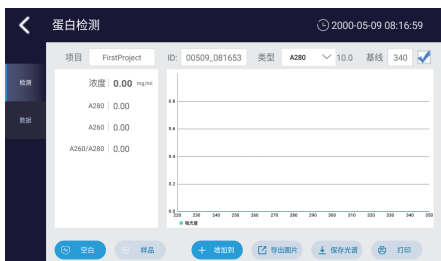 蛋白检测 2000-05-09 08:16:59
项目 FirstProject ID: 00509_081653 类型 A280 10.0 基线 340
检测
数据
浓度 0.00 mg/ml
A280 0.00
A260 0.00
A260/A280 0.00
0.8
0.6
0.4
0.2
0.0
220 230 240 250 260 270 280 290 300 310 320 330 340 350
吸光度
空白 样品 增加到 导出图片 保存光谱 打印